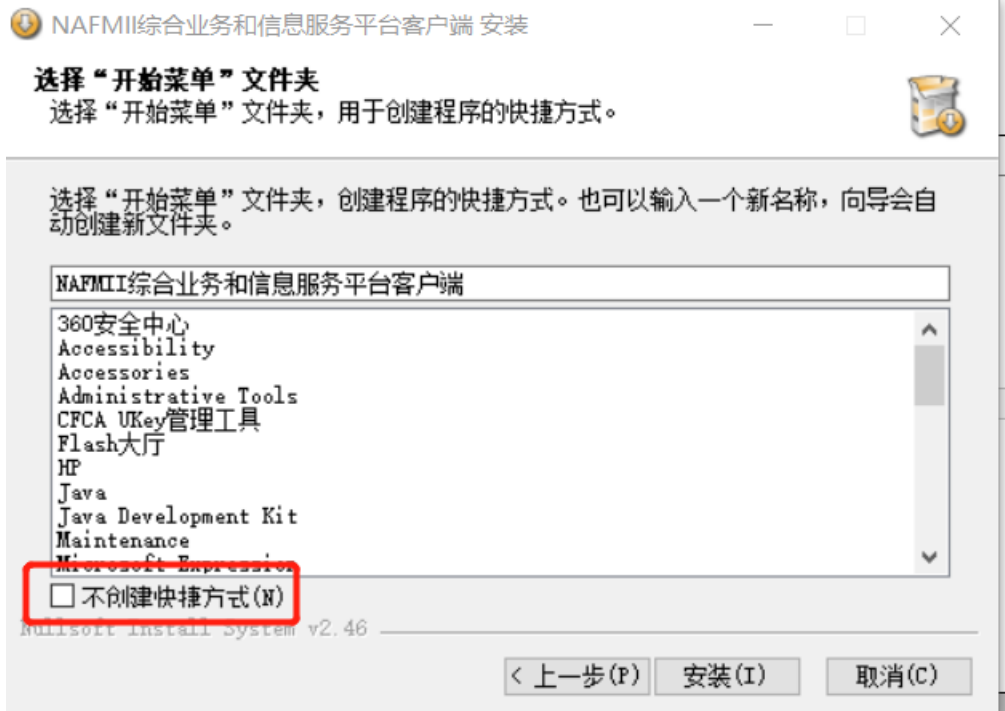 NAFMII综合业务和信息服务平台客户端 安装
选择“开始菜单”文件夹
选择“开始菜单”文件夹，用于创建程序的快捷方式。
选择“开始菜单”文件夹，创建程序的快捷方式。也可以输入一个新名称，向导会自
动创建新文件夹。
NAFMII综合业务和信息服务平台客户端
360安全中心
Accessibility
Accessories
Administrative Tools
CFCA UKey管理工具
Flash大厅
HP
Java
Java Development Kit
Maintenance
Microsoft Expression
不创建快捷方式(N)
Nullsoft Install System v2.46
< 上一步(P)
安装(I)
取消(C)